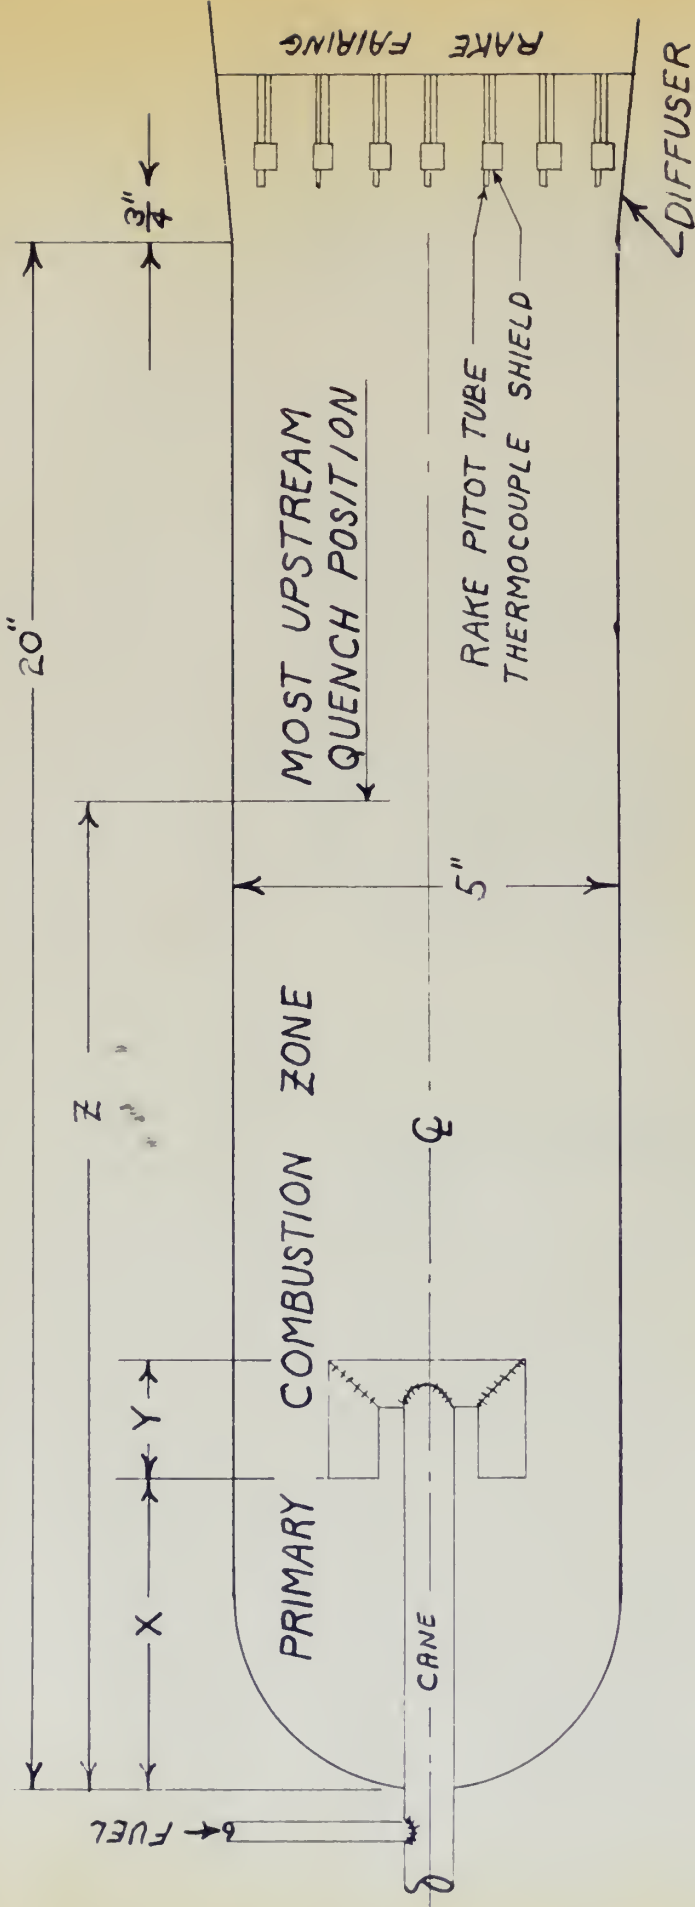 20"
Z
X
Y
3/4"
FUEL
PRIMARY COMBUSTION ZONE
MOST UPSTREAM
QUENCH POSITION
RAKE FAIRING
5"
CANE
℄
RAKE PITOT TUBE
THERMOCOUPLE SHIELD
DIFFUSER